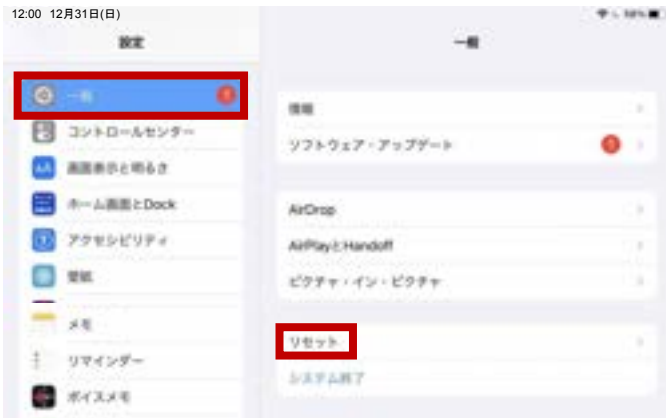 12:00 12月31日(日)
設定
一般
一般
コントロールセンター
画面表示と明るさ
ホーム画面とDock
アクセシビリティ
壁紙
メモ
リマインダー
ボイスメモ
情報
ソフトウェア・アップデート
AirDrop
AirPlayとHandoff
ピクチャ・イン・ピクチャ
リセット
システム終了